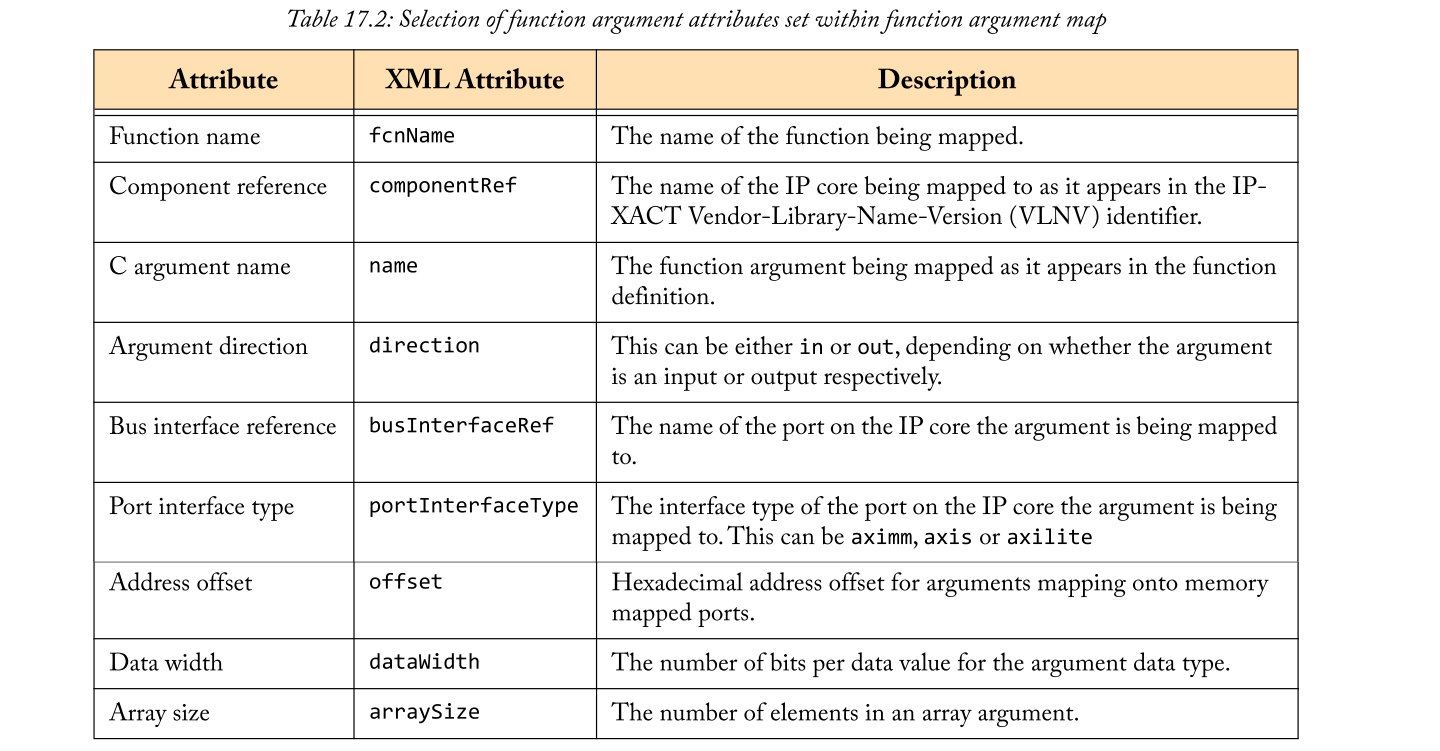 Table 17.2: Selection of function argument attributes set within function argument map
Attribute XML Attribute Description
Function name fcnName The name of the function being mapped.
Component reference componentRef The name of the IP core being mapped to as it appears in the IP-
XACT Vendor-Library-Name-Version (VLNV) identifier.
C argument name name The function argument being mapped as it appears in the function
definition.
Argument direction direction This can be either in or out, depending on whether the argument
is an input or output respectively.
Bus interface reference busInterfaceRef The name of the port on the IP core the argument is being mapped
to.
Port interface type portInterfaceType The interface type of the port on the IP core the argument is being
mapped to. This can be aximm, axis or axilite
Address offset offset Hexadecimal address offset for arguments mapping onto memory
mapped ports.
Data width dataWidth The number of bits per data value for the argument data type.
Array size arraySize The number of elements in an array argument.